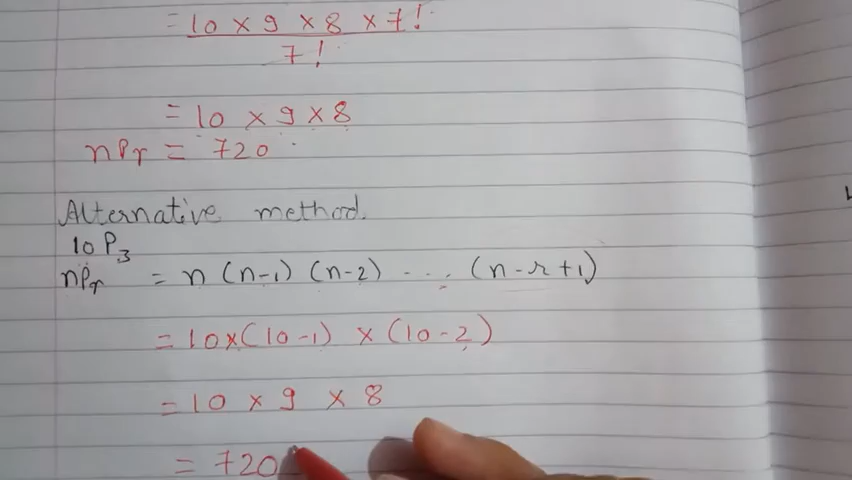 = 10 × 9 × 8 × 7!
7!
= 10 × 9 × 8
nPr = 720
Alternative method.
10P3
nPr = n (n-1) (n-2) .... (n-r+1)
= 10×(10-1) × (10-2)
= 10 × 9 × 8
= 720